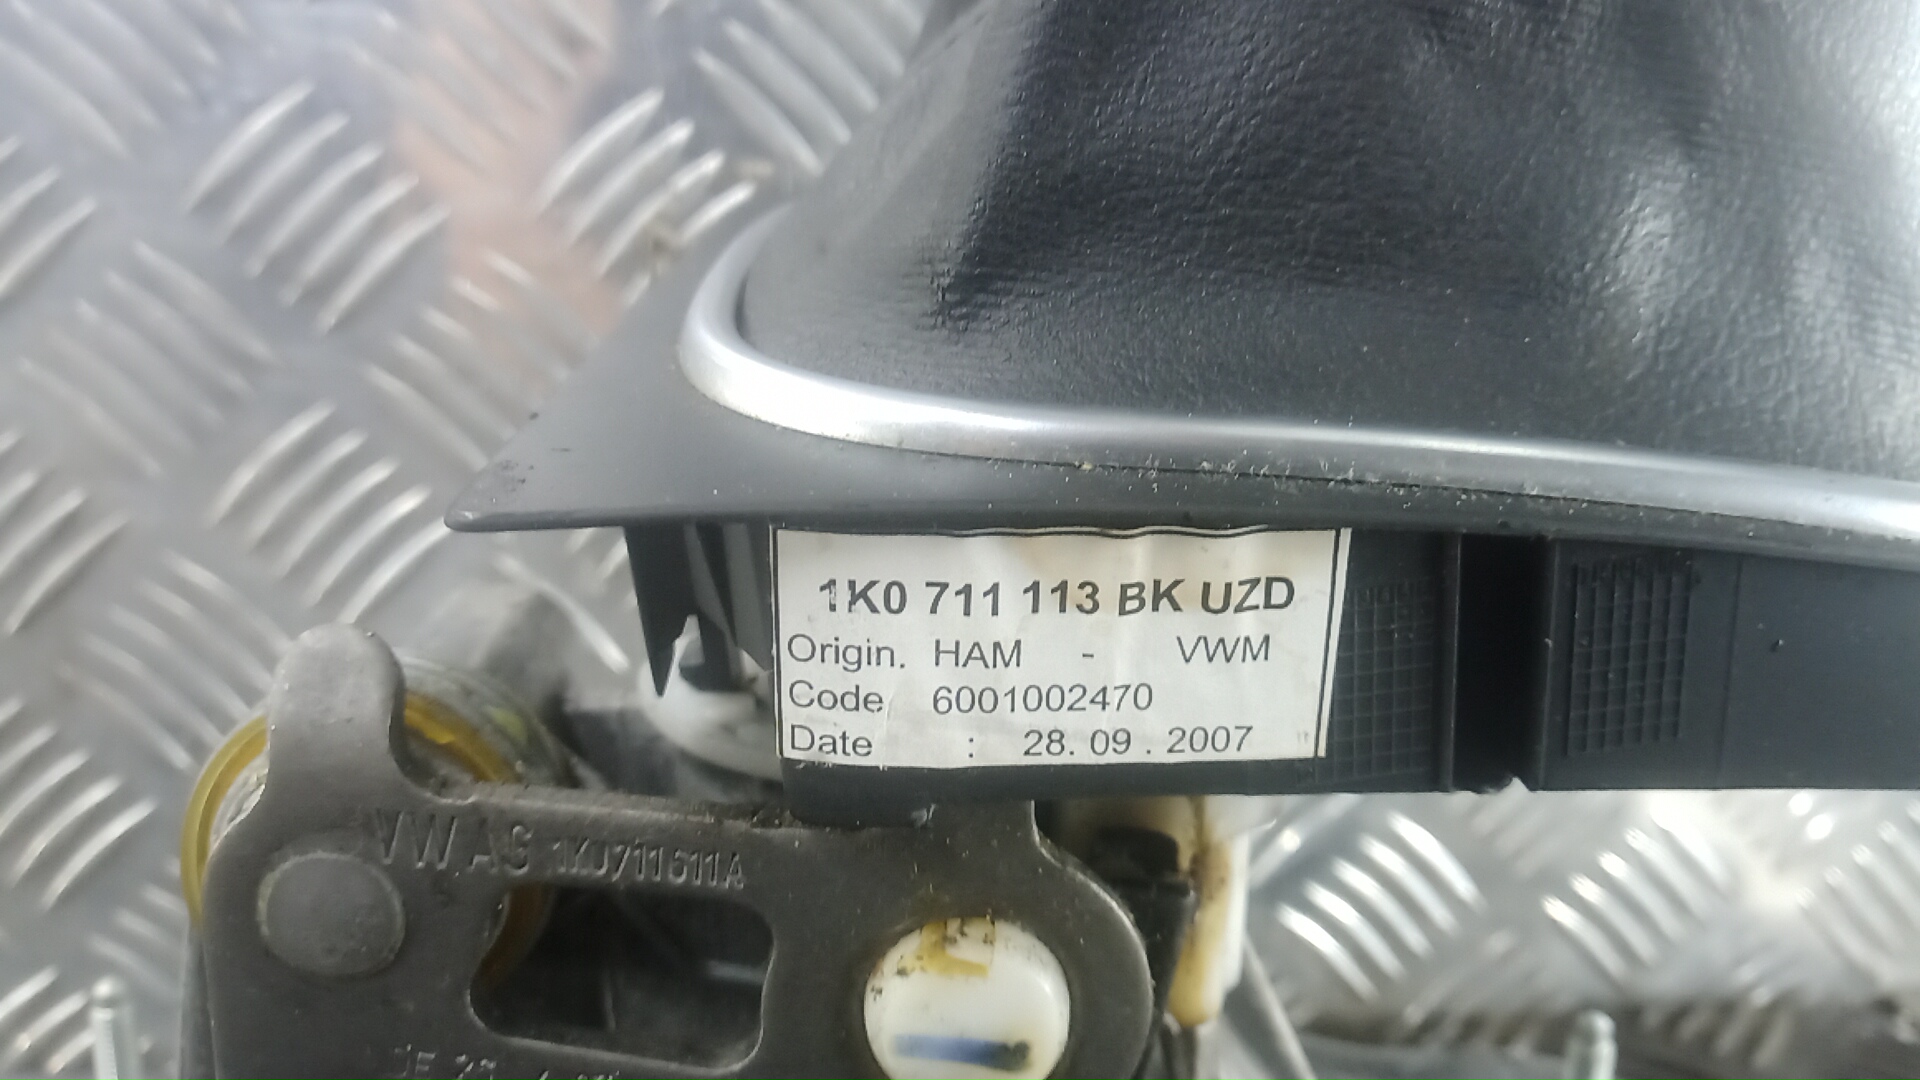 1K0 711 113 BK UZD
Origin. HAM - VWM
Code 6001002470
Date : 28. 09 . 2007
VW AG 1K0711611A